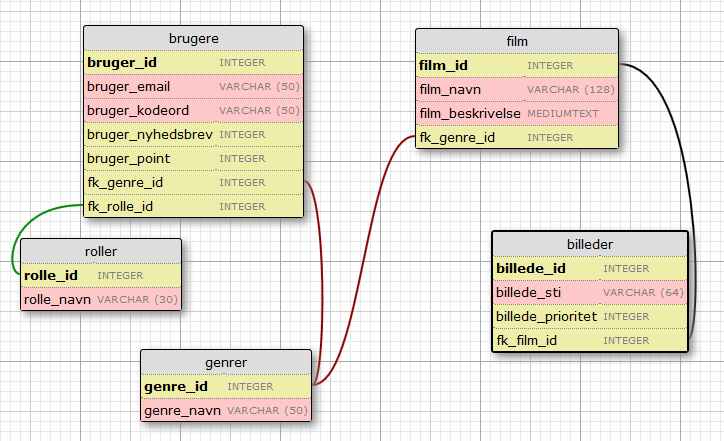 brugere
bruger_id INTEGER
bruger_email VARCHAR (50)
bruger_kodeord VARCHAR (50)
bruger_nyhedsbrev INTEGER
bruger_point INTEGER
fk_genre_id INTEGER
fk_rolle_id INTEGER
film
film_id INTEGER
film_navn VARCHAR (128)
film_beskrivelse MEDIUMTEXT
fk_genre_id INTEGER
roller
rolle_id INTEGER
rolle_navn VARCHAR (30)
billeder
billede_id INTEGER
billede_sti VARCHAR (64)
billede_prioritet INTEGER
fk_film_id INTEGER
genrer
genre_id INTEGER
genre_navn VARCHAR (50)